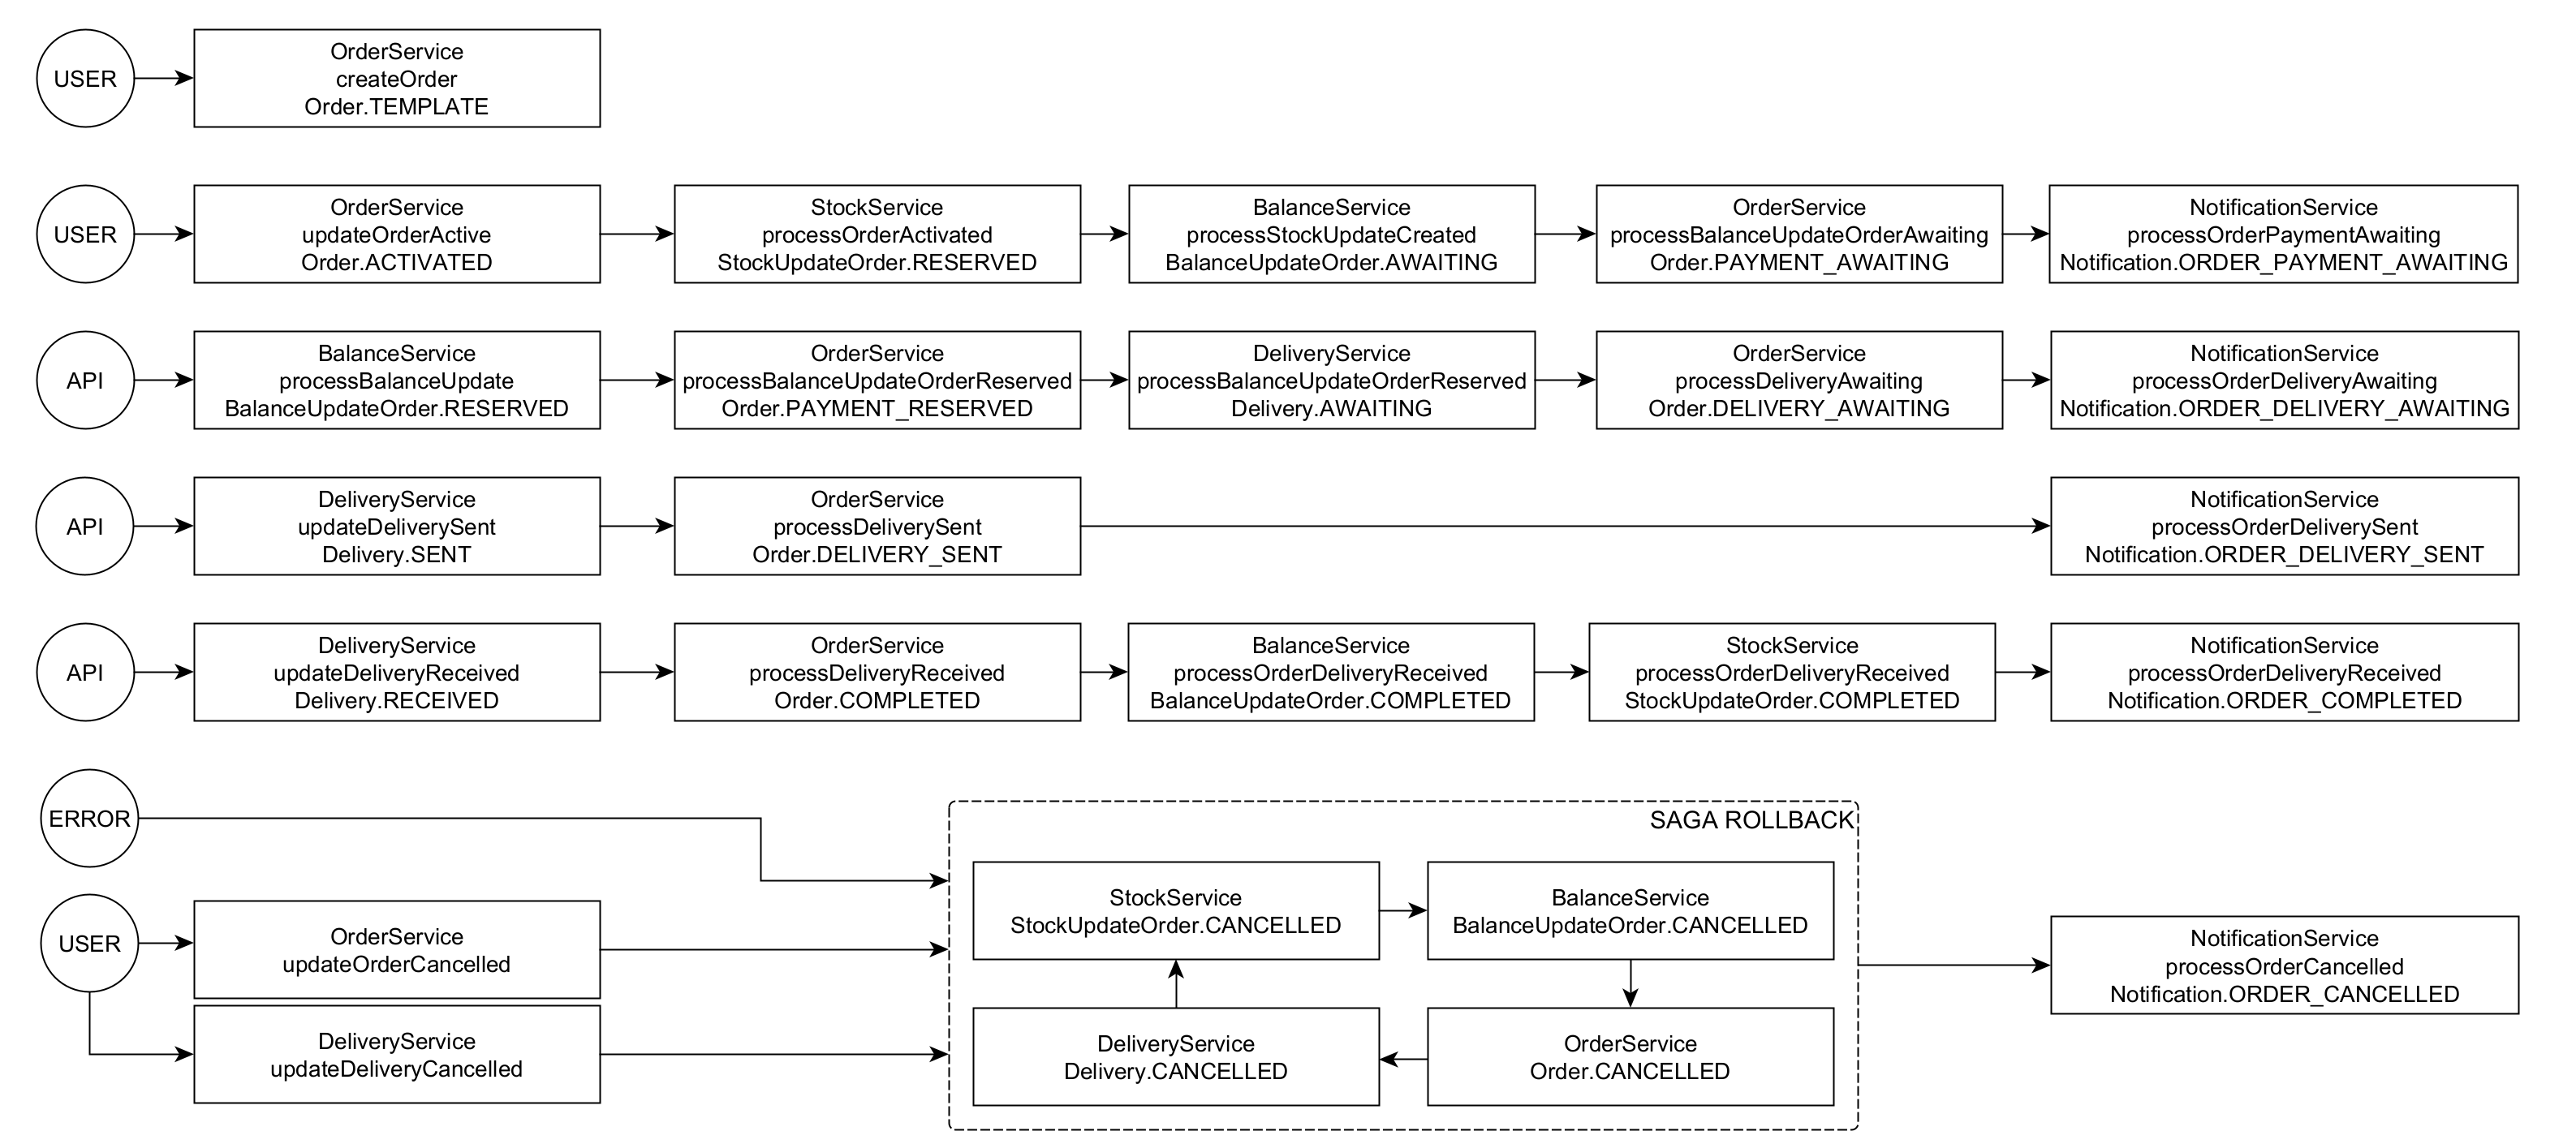 USER
OrderService
createOrder
Order.TEMPLATE
USER
OrderService
updateOrderActive
Order.ACTIVATED
StockService
processOrderActivated
StockUpdateOrder.RESERVED
BalanceService
processStockUpdateCreated
BalanceUpdateOrder.AWAITING
OrderService
processBalanceUpdateOrderAwaiting
Order.PAYMENT_AWAITING
NotificationService
processOrderPaymentAwaiting
Notification.ORDER_PAYMENT_AWAITING
API
BalanceService
processBalanceUpdate
BalanceUpdateOrder.RESERVED
OrderService
processBalanceUpdateOrderReserved
Order.PAYMENT_RESERVED
DeliveryService
processBalanceUpdateOrderReserved
Delivery.AWAITING
OrderService
processDeliveryAwaiting
Order.DELIVERY_AWAITING
NotificationService
processOrderDeliveryAwaiting
Notification.ORDER_DELIVERY_AWAITING
API
DeliveryService
updateDeliverySent
Delivery.SENT
OrderService
processDeliverySent
Order.DELIVERY_SENT
NotificationService
processOrderDeliverySent
Notification.ORDER_DELIVERY_SENT
API
DeliveryService
updateDeliveryReceived
Delivery.RECEIVED
OrderService
processDeliveryReceived
Order.COMPLETED
BalanceService
processOrderDeliveryReceived
BalanceUpdateOrder.COMPLETED
StockService
processOrderDeliveryReceived
StockUpdateOrder.COMPLETED
NotificationService
processOrderDeliveryReceived
Notification.ORDER_COMPLETED
ERROR
USER
OrderService
updateOrderCancelled
DeliveryService
updateDeliveryCancelled
SAGA ROLLBACK
StockService
StockUpdateOrder.CANCELLED
BalanceService
BalanceUpdateOrder.CANCELLED
DeliveryService
Delivery.CANCELLED
OrderService
Order.CANCELLED
NotificationService
processOrderCancelled
Notification.ORDER_CANCELLED